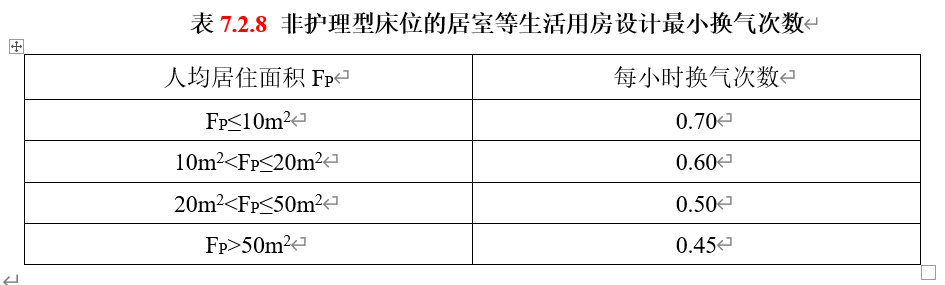 表 7.2.8 非护理型床位的居室等生活用房设计最小换气次数
人均居住面积 FP 每小时换气次数
FP≤10m² 0.70
10m²<FP≤20m² 0.60
20m²<FP≤50m² 0.50
FP>50m² 0.45